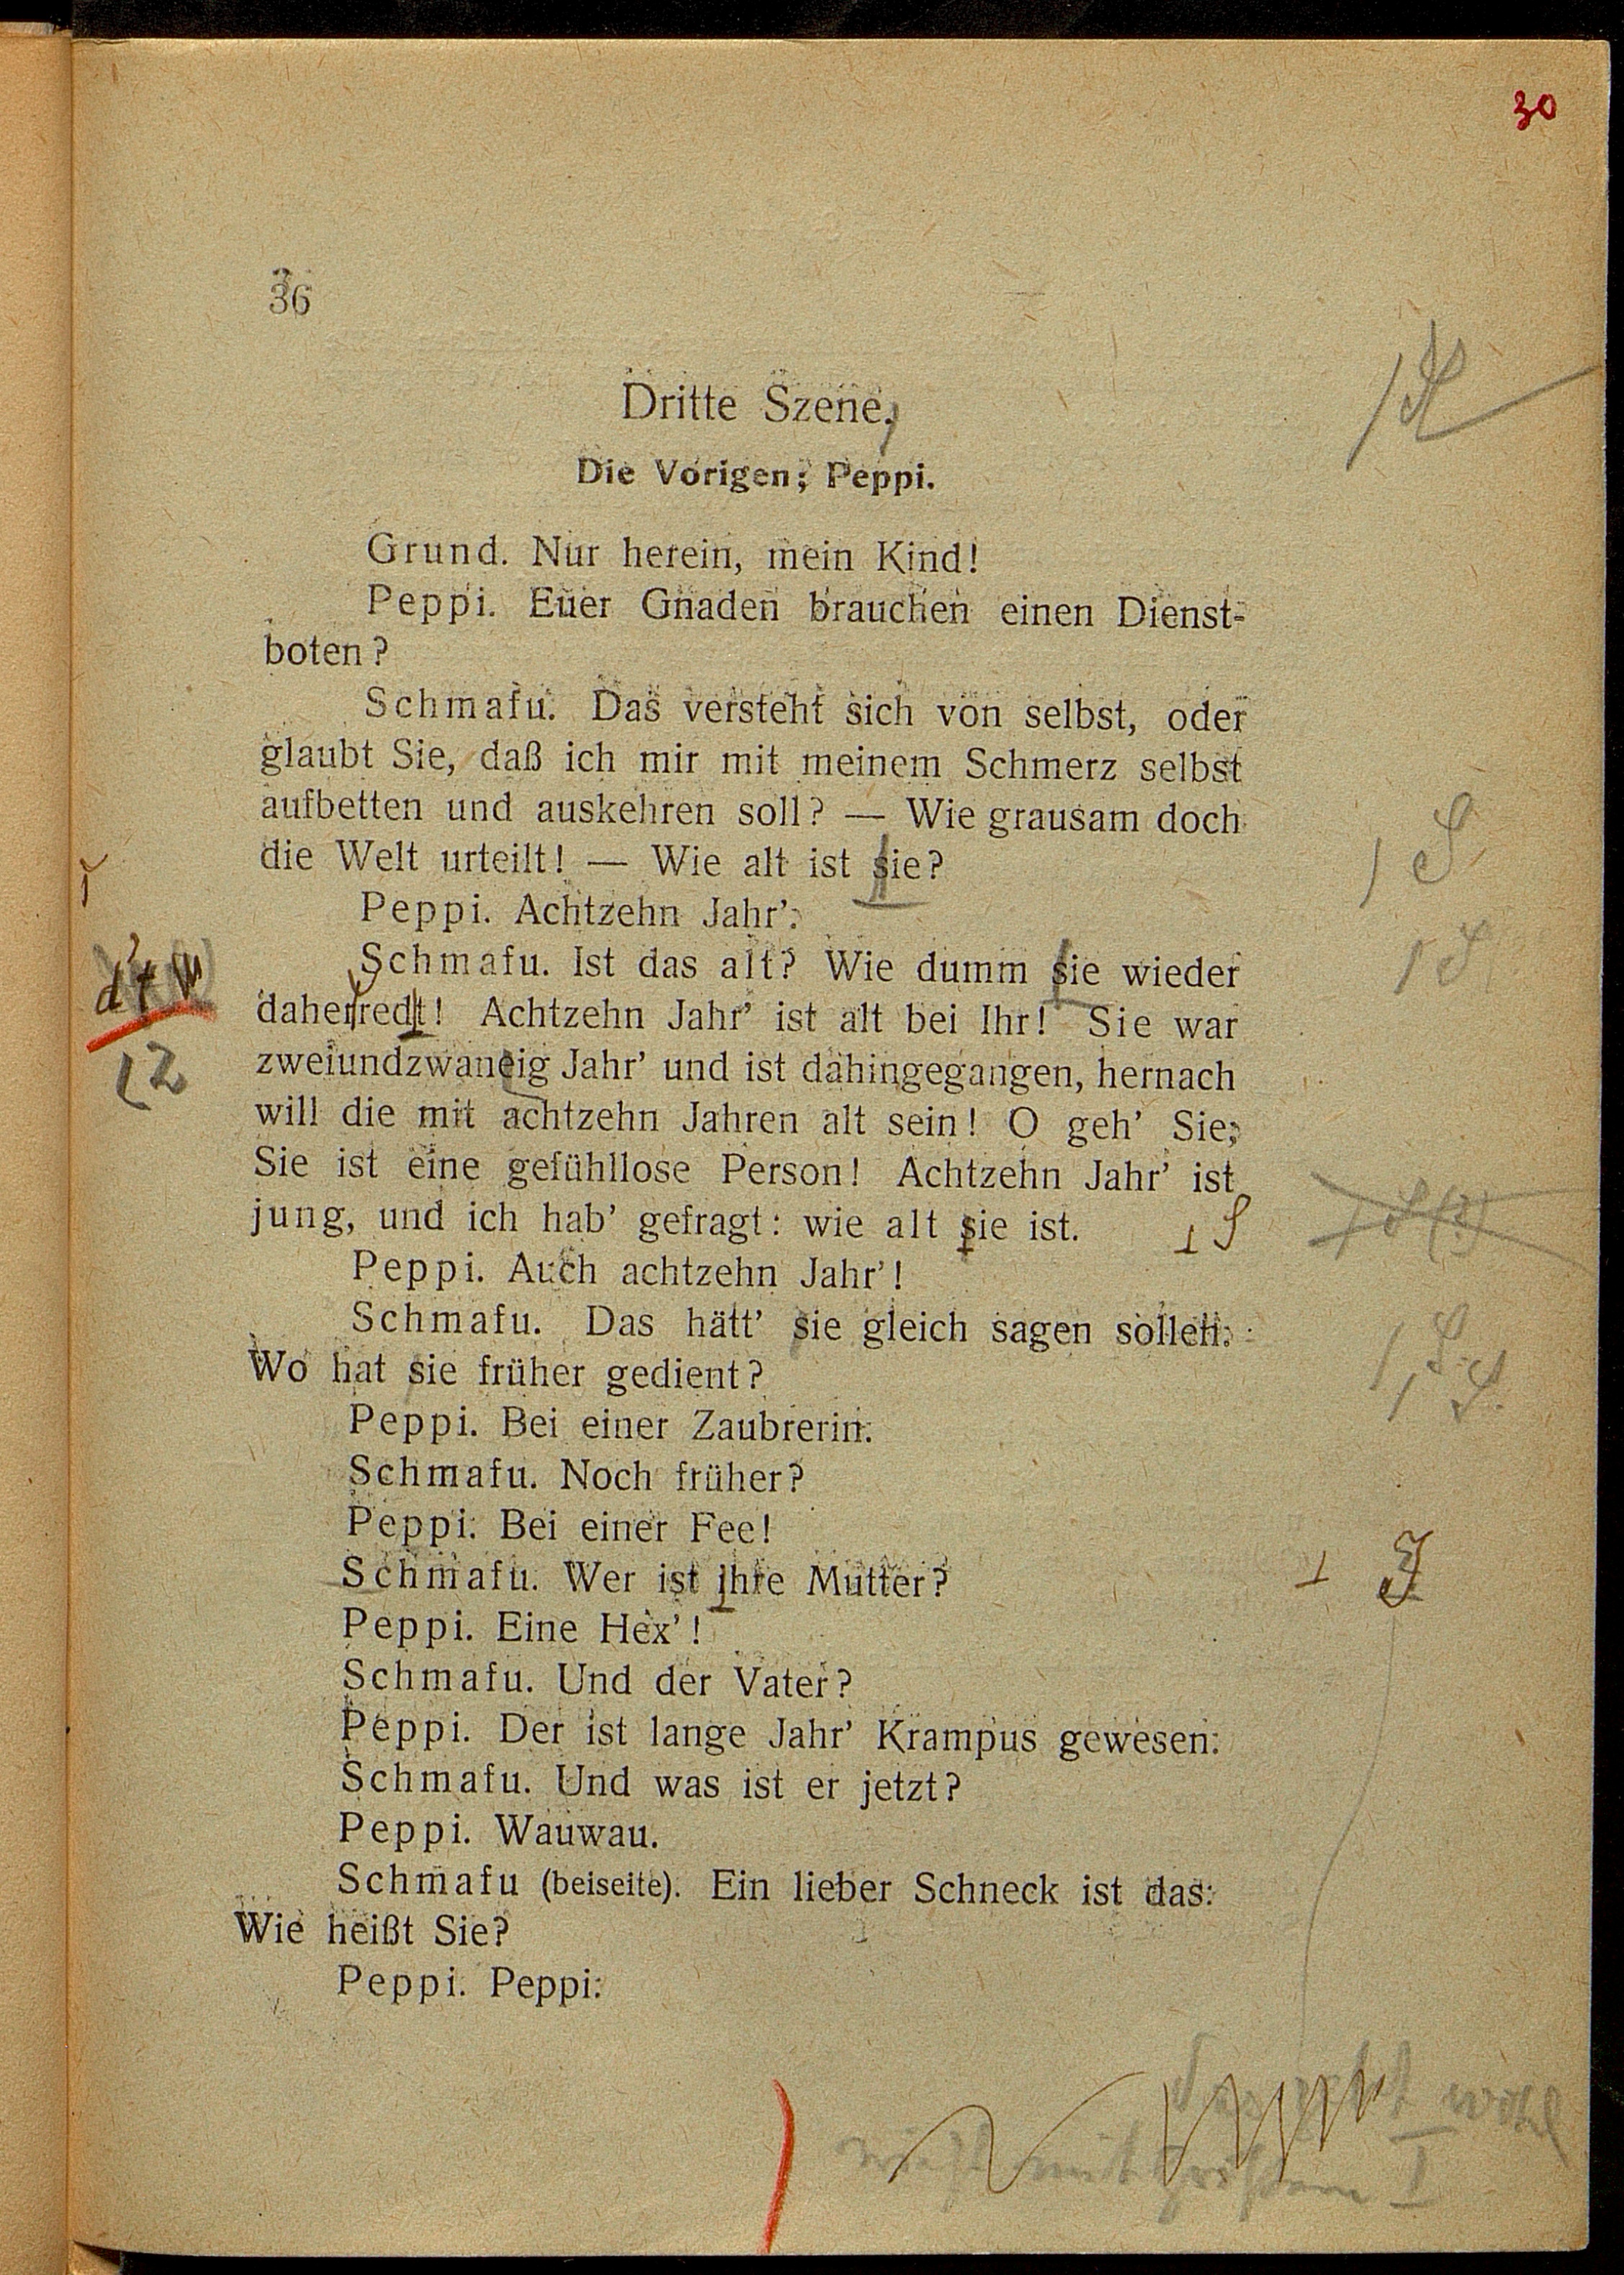 30
36
Dritte Szene.
Die Vorigen; Peppi.
Grund. Nur herein, mein Kind!
Peppi. Euer Gnaden brauchen einen Dienst-
boten?
Schmafu. Das versteht sich von selbst, oder
glaubt Sie, daß ich mir mit meinem Schmerz selbst
aufbetten und auskehren soll? — Wie grausam doch
die Welt urteilt! — Wie alt ist sie?
S
Peppi. Achtzehn Jahr'.
Schmafu. Ist das alt? Wie dumm sie wieder
S
daherredt! Achtzehn Jahr' ist alt bei Ihr! Sie war
zweiundzwaneig Jahr' und ist dahingegangen, hernach
z
will die mit achtzehn Jahren alt sein! O geh' Sie,
Sie ist eine gefühllose Person! Achtzehn Jahr' ist
jung, und ich hab' gefragt: wie alt sie ist.
S
S (?)
Peppi. Auch achtzehn Jahr'!
Schmafu. Das hätt' sie gleich sagen sollen.
S
Wo hat sie früher gedient?
S
Peppi. Bei einer Zaubrerin.
Schmafu. Noch früher?
Peppi. Bei einer Fee!
Schmafu. Wer ist ihre Mutter?
J
Peppi. Eine Hex'!
Schmafu. Und der Vater?
Peppi. Der ist lange Jahr' Krampus gewesen.
Schmafu. Und was ist er jetzt?
Peppi. Wauwau.
Schmafu (beiseite). Ein lieber Schneck ist das.
Wie heißt Sie?
Peppi. Peppi.
wohl
mit großem I